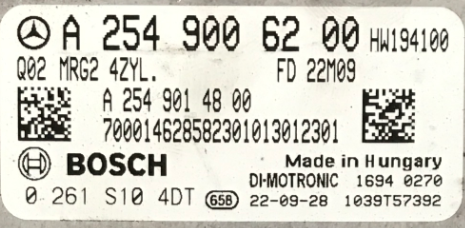 A 254 900 62 00 HW194100
Q02 MRG2 4ZYL. FD 22M09
A 254 901 48 00
70001462858230101301 2301
BOSCH Made in Hungary
DI-MOTRONIC 1694 0270
0 261 S10 4DT 658 22-09-28 1039T57392